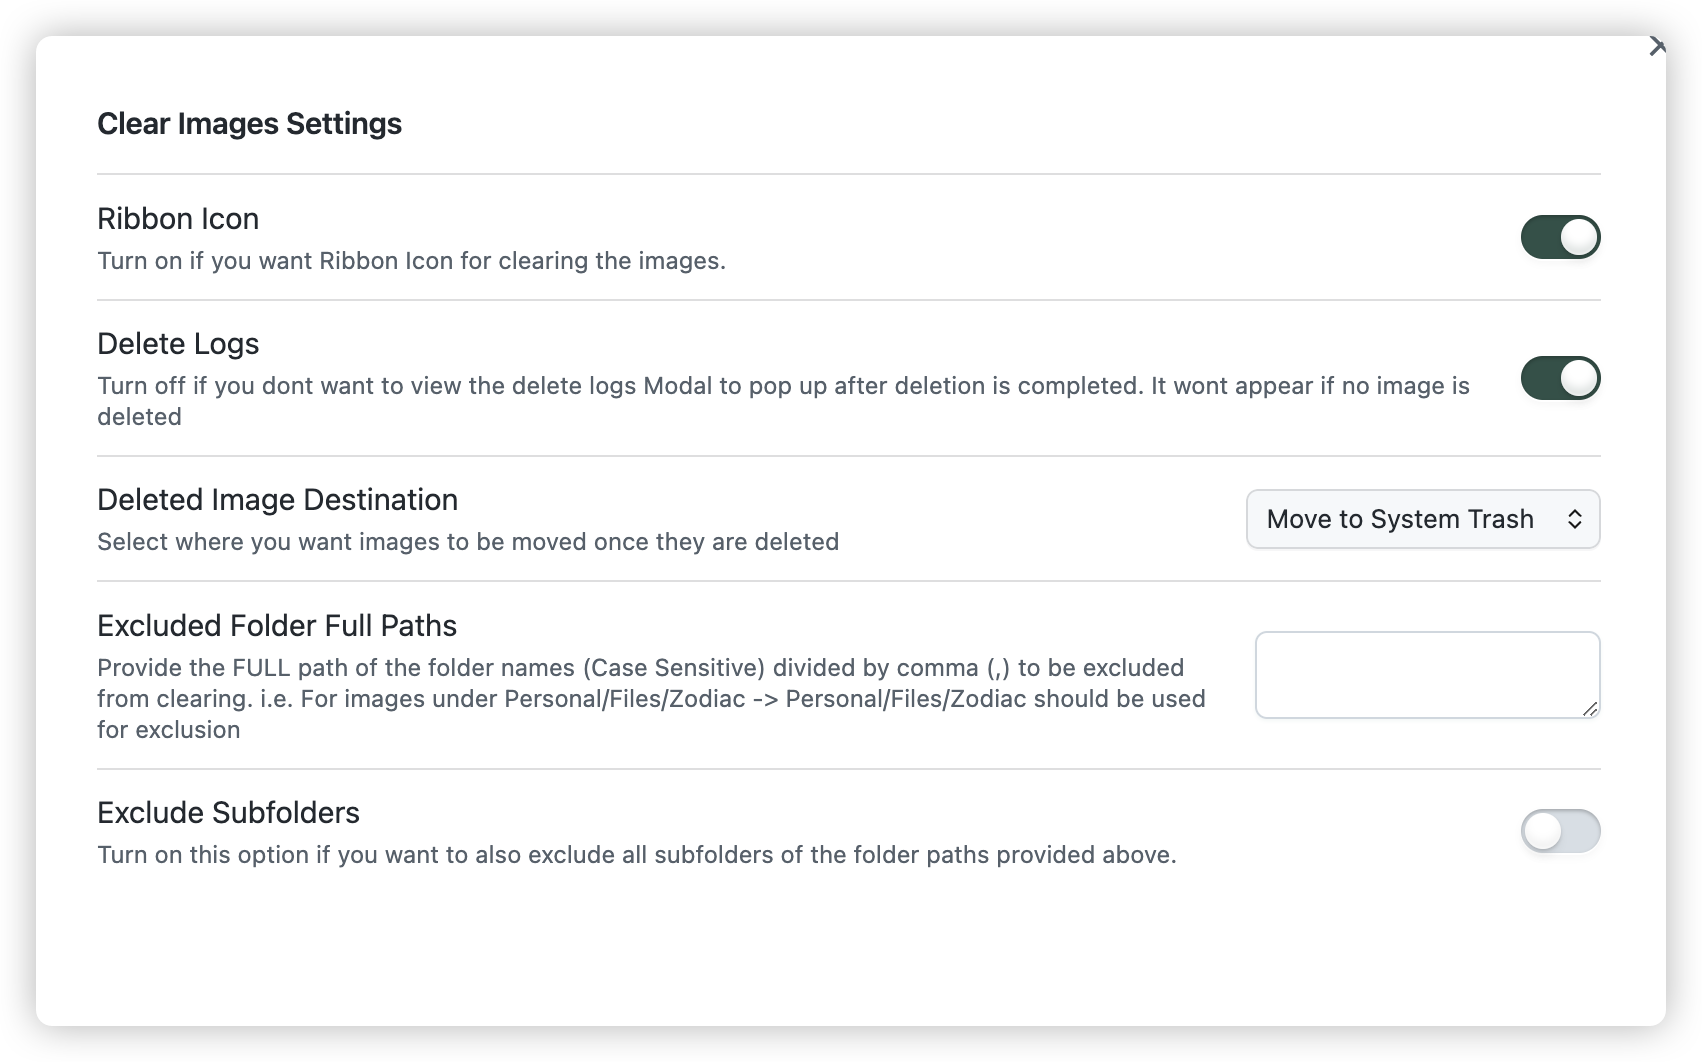 Clear Images Settings
Ribbon Icon
Turn on if you want Ribbon Icon for clearing the images.
Delete Logs
Turn off if you dont want to view the delete logs Modal to pop up after deletion is completed. It wont appear if no image is
deleted
Deleted Image Destination
Select where you want images to be moved once they are deleted
Move to System Trash
Excluded Folder Full Paths
Provide the FULL path of the folder names (Case Sensitive) divided by comma (,) to be excluded
from clearing. i.e. For images under Personal/Files/Zodiac -> Personal/Files/Zodiac should be used
for exclusion
Exclude Subfolders
Turn on this option if you want to also exclude all subfolders of the folder paths provided above.